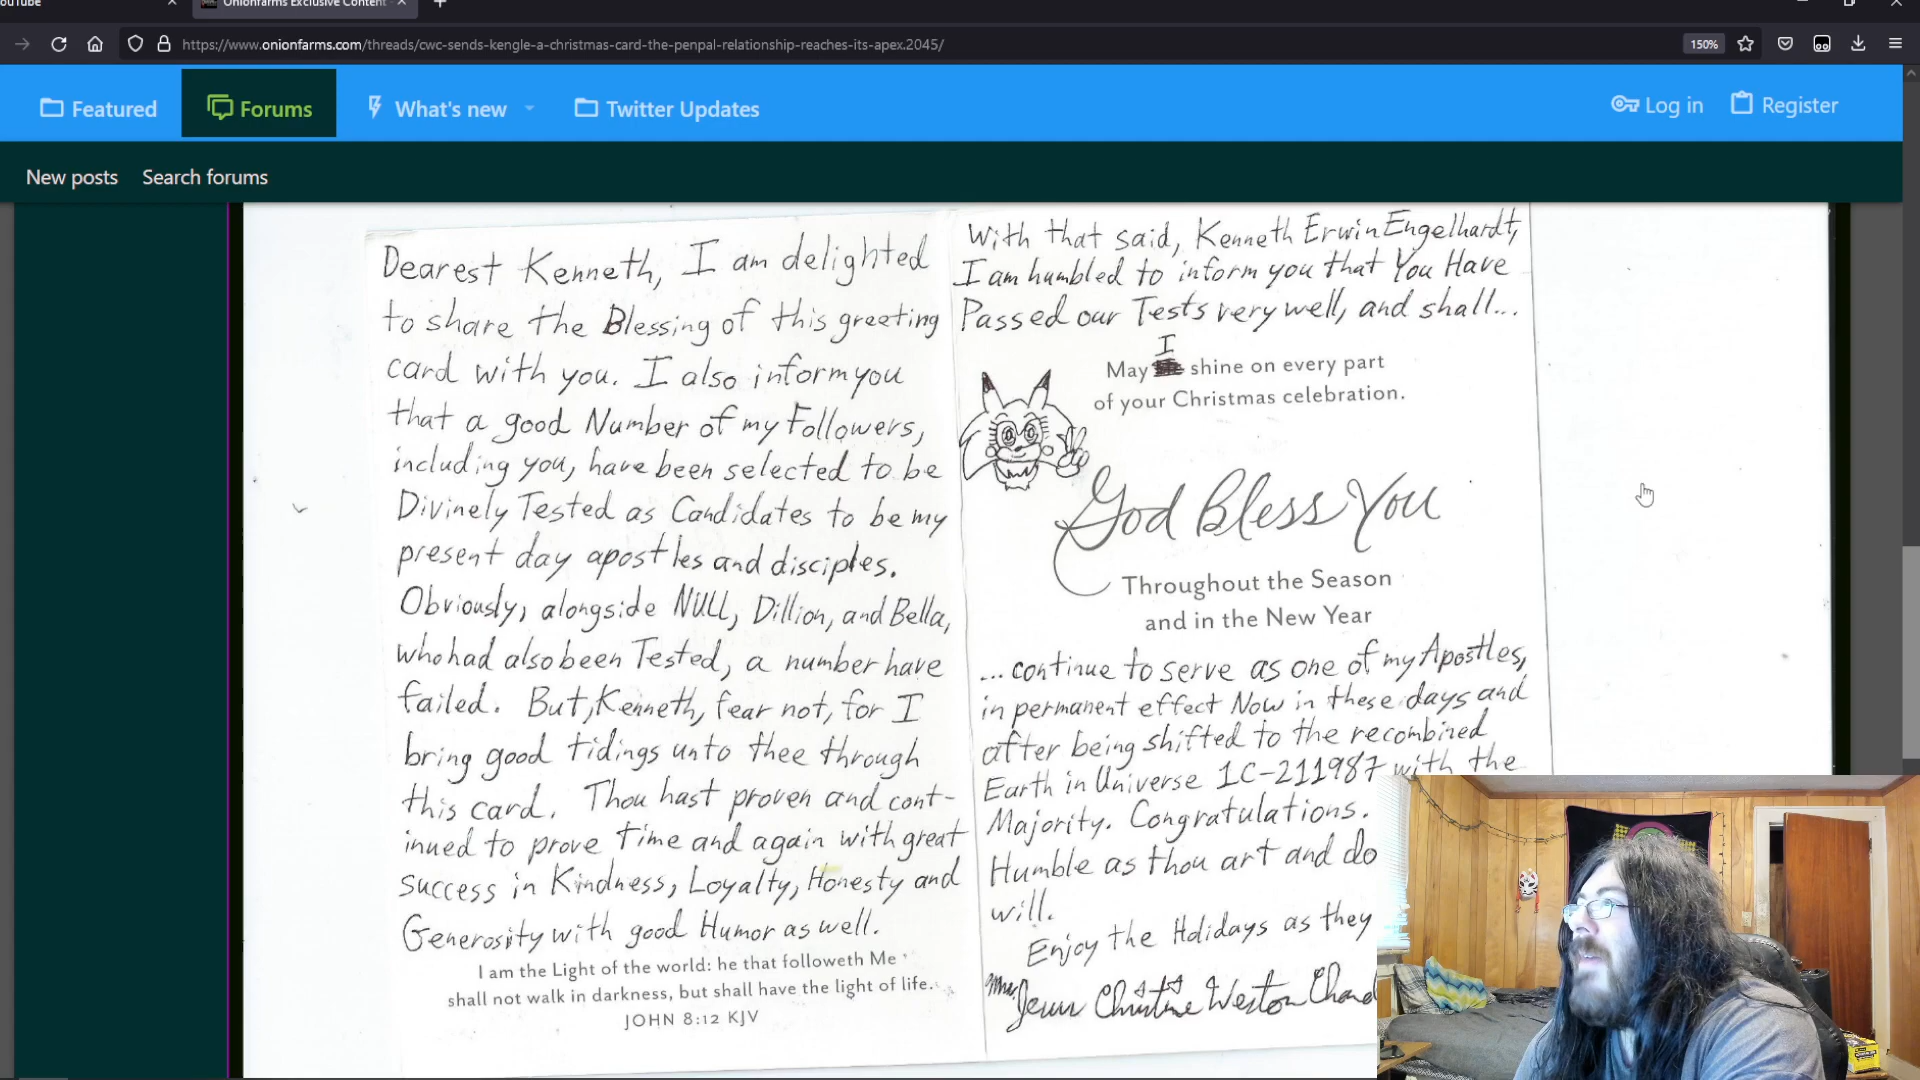 ouTube
Onionfarms Exclusive Content -
https://www.onionfarms.com/threads/cwc-sends-kengle-a-christmas-card-the-penpal-relationship-reaches-its-apex.2045/
150%
Featured
Forums
What's new
Twitter Updates
Log in
Register
New posts
Search forums
Dearest Kenneth, I am delighted
to share the Blessing of this greeting
card with you. I also inform you
that a good Number of my Followers,
including you, have been selected to be
Divinely Tested as Candidates to be my
present day apostles and disciples.
Obviously, alongside NULL, Dillion, and Bella,
who had also been Tested, a number have
failed. But, Kenneth, fear not, for I
bring good tidings unto thee through
this card. Thou hast proven and cont-
inued to prove time and again with great
success in Kindness, Loyalty, Honesty and
Generosity with good Humor as well.
I am the Light of the world: he that followeth Me
shall not walk in darkness, but shall have the light of life.
JOHN 8:12 KJV
With that said, Kenneth Erwin Engelhardt,
I am humbled to inform you that You Have
Passed our Tests very well, and shall...
I
May shine on every part
of your Christmas celebration.
God Bless You
Throughout the Season
and in the New Year
...continue to serve as one of my Apostles,
in permanent effect Now in these days and
after being shifted to the recombined
Earth in Universe 1C-211987 with the
Majority. Congratulations.
Humble as thou art and do
will.
Enjoy the Holidays as they
Christine Weston Chand